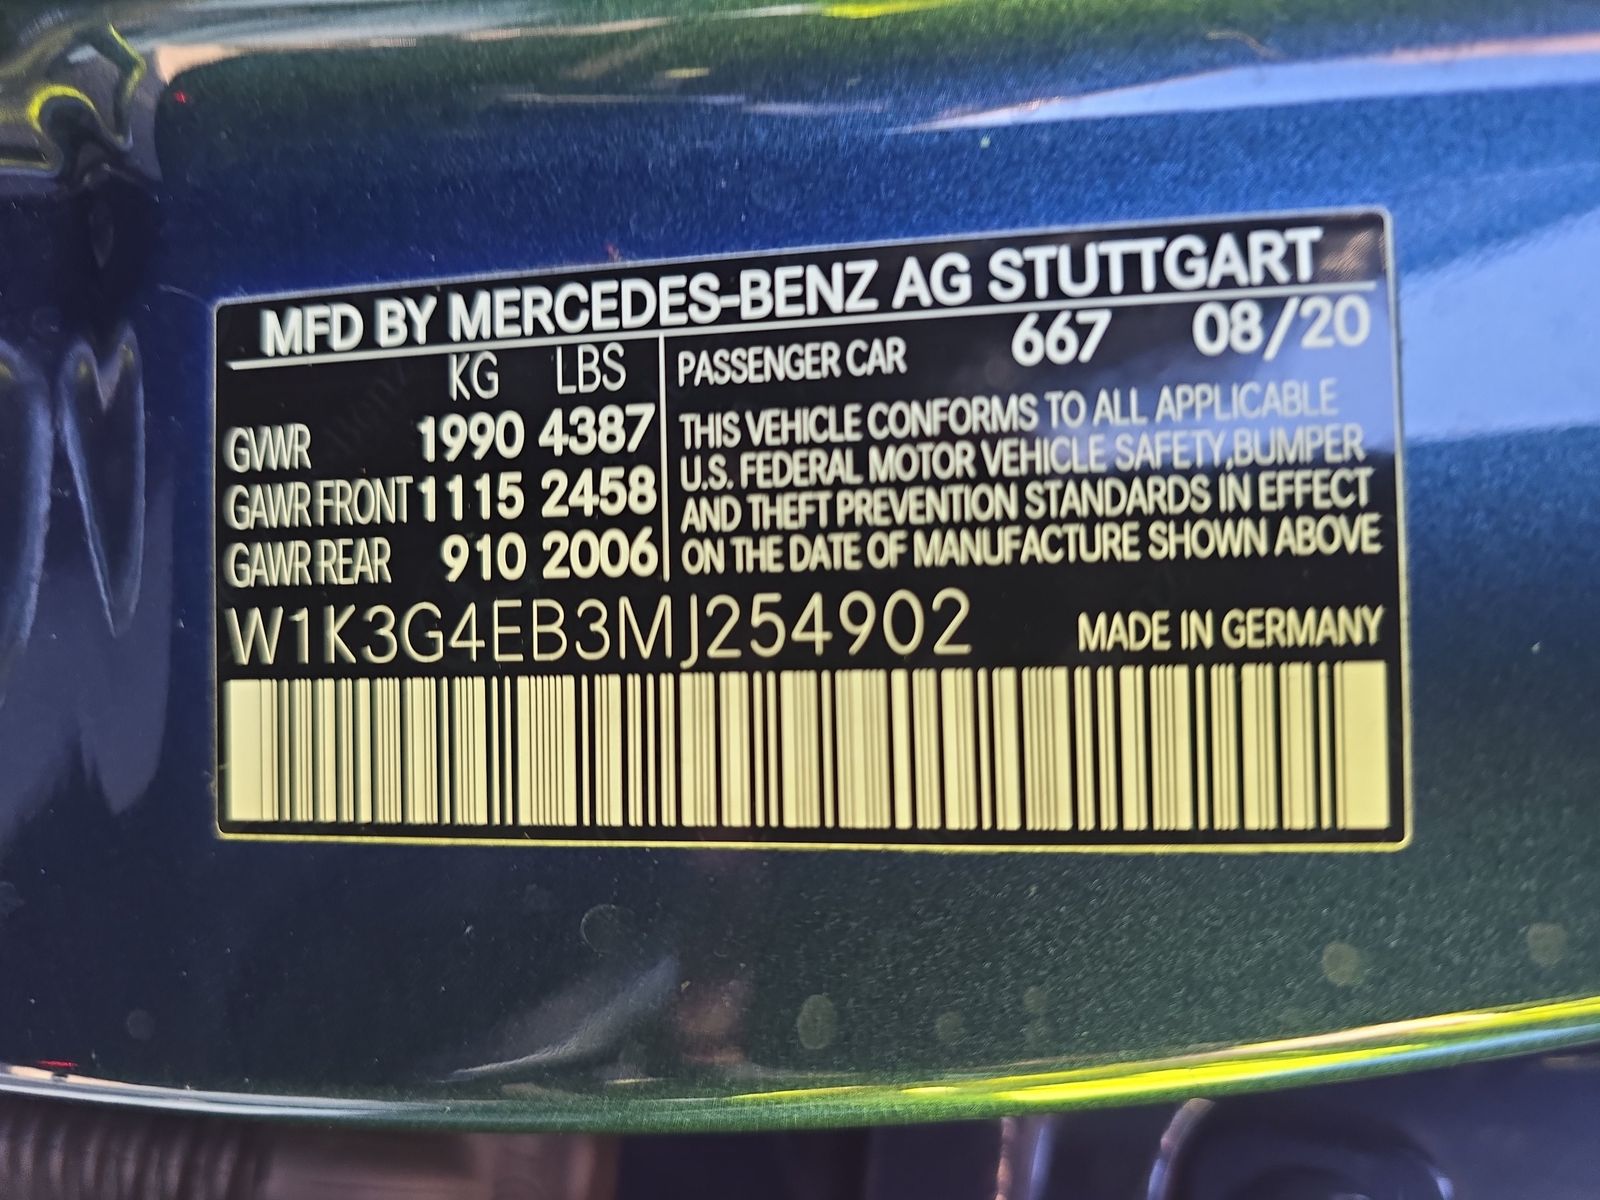 MFD BY MERCEDES-BENZ AG STUTTGART
KG LBS
GVWR 1990 4387
GAWR FRONT 1115 2458
GAWR REAR 910 2006
PASSENGER CAR 667 08/20
THIS VEHICLE CONFORMS TO ALL APPLICABLE
U.S. FEDERAL MOTOR VEHICLE SAFETY,BUMPER
AND THEFT PREVENTION STANDARDS IN EFFECT
ON THE DATE OF MANUFACTURE SHOWN ABOVE
W1K3G4EB3MJ254902 MADE IN GERMANY